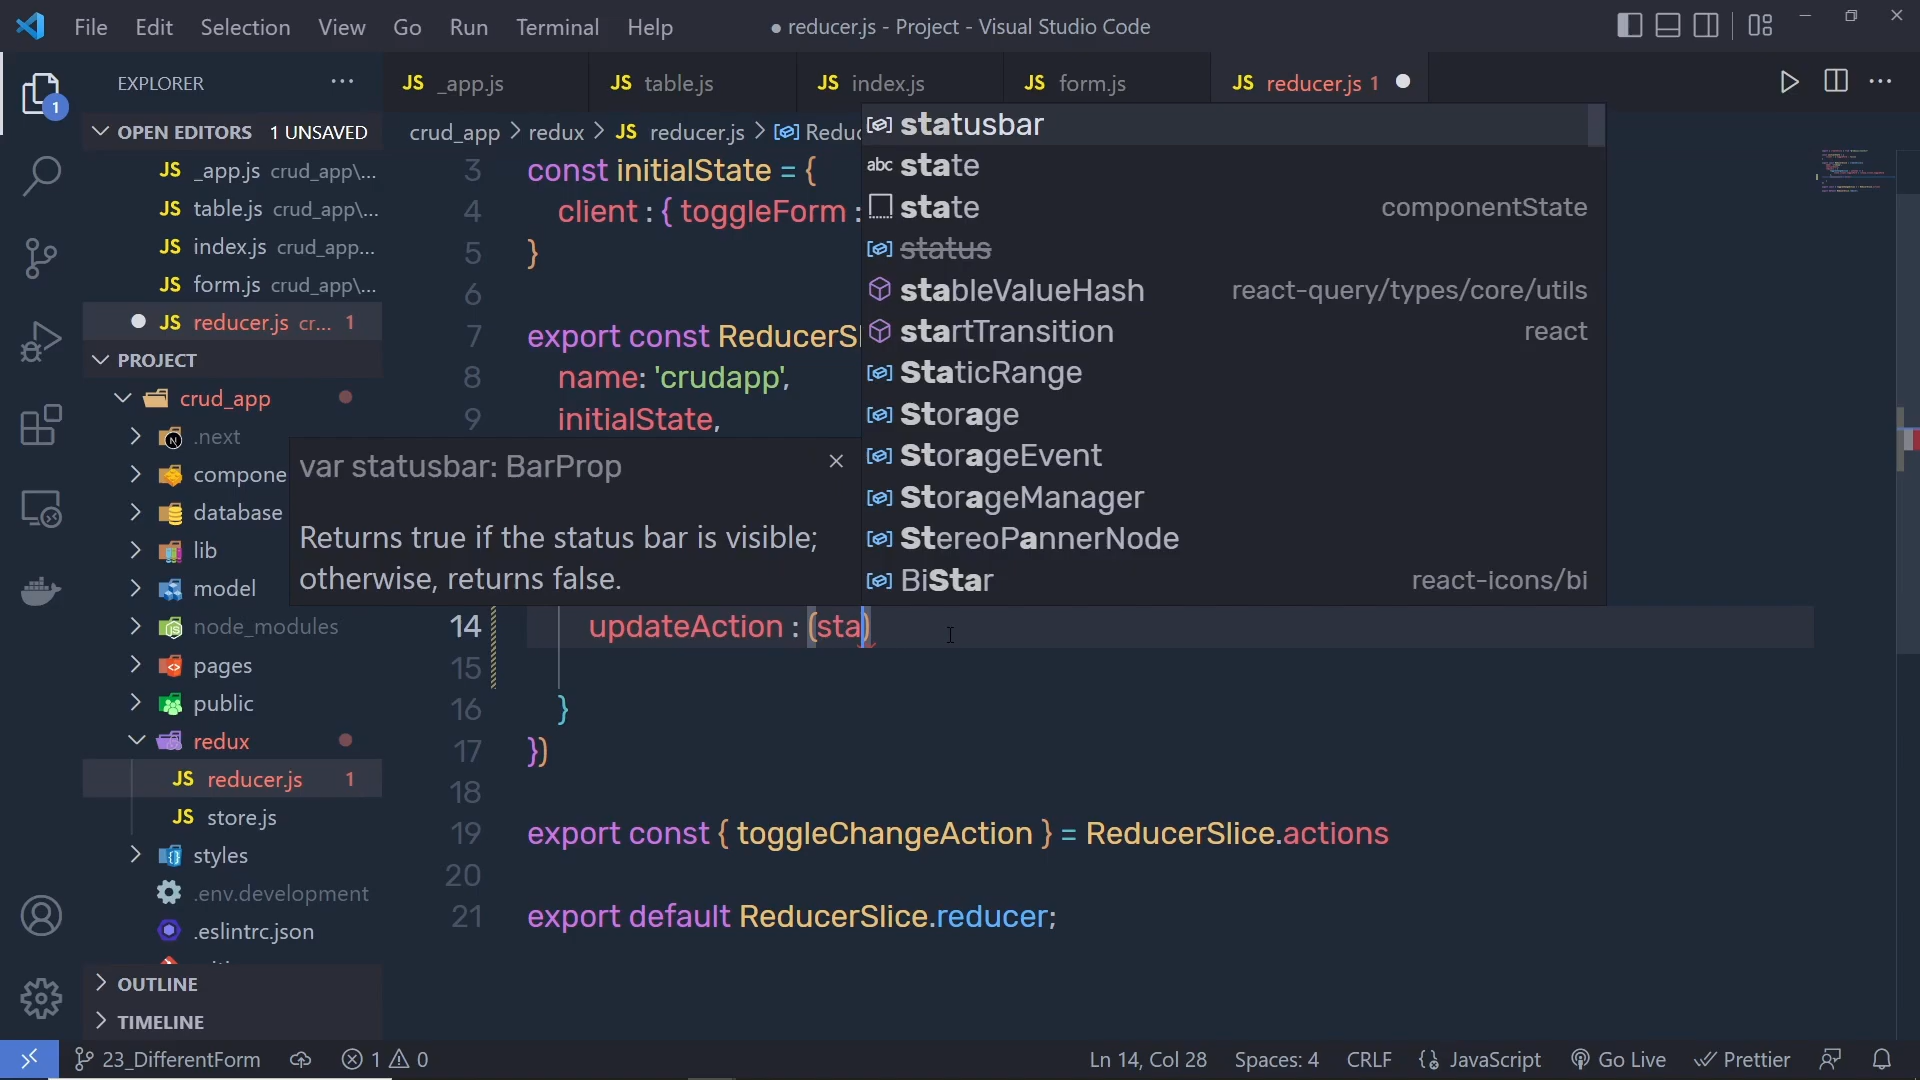 File Edit Selection View Go Run Terminal Help
● reducer.js - Project - Visual Studio Code
EXPLORER ···
JS _app.js JS table.js JS index.js JS form.js JS reducer.js 1 ●
OPEN EDITORS 1 UNSAVED
JS _app.js crud_app\...
JS table.js crud_app\...
JS index.js crud_app...
JS form.js crud_app\...
● JS reducer.js cr... 1
PROJECT
crud_app
.next
compone
database
lib
model
node_modules
pages
public
redux
JS reducer.js 1
JS store.js
styles
.env.development
.eslintrc.json
OUTLINE
TIMELINE
crud_app > redux > JS reducer.js > Reduc
3 const initialState = {
4 client : { toggleForm :
5 }
6
7 export const ReducerSl
8 name: 'crudapp',
9 initialState,
14 updateAction : (sta)
15
16 }
17 })
18
19 export const { toggleChangeAction } = ReducerSlice.actions
20
21 export default ReducerSlice.reducer;
statusbar
abc state
state componentState
status
stableValueHash react-query/types/core/utils
startTransition react
StaticRange
Storage
StorageEvent
StorageManager
StereoPannerNode
BiStar react-icons/bi
var statusbar: BarProp
Returns true if the status bar is visible;
otherwise, returns false.
1
23_DifferentForm 1 0 Ln 14, Col 28 Spaces: 4 CRLF JavaScript Go Live Prettier